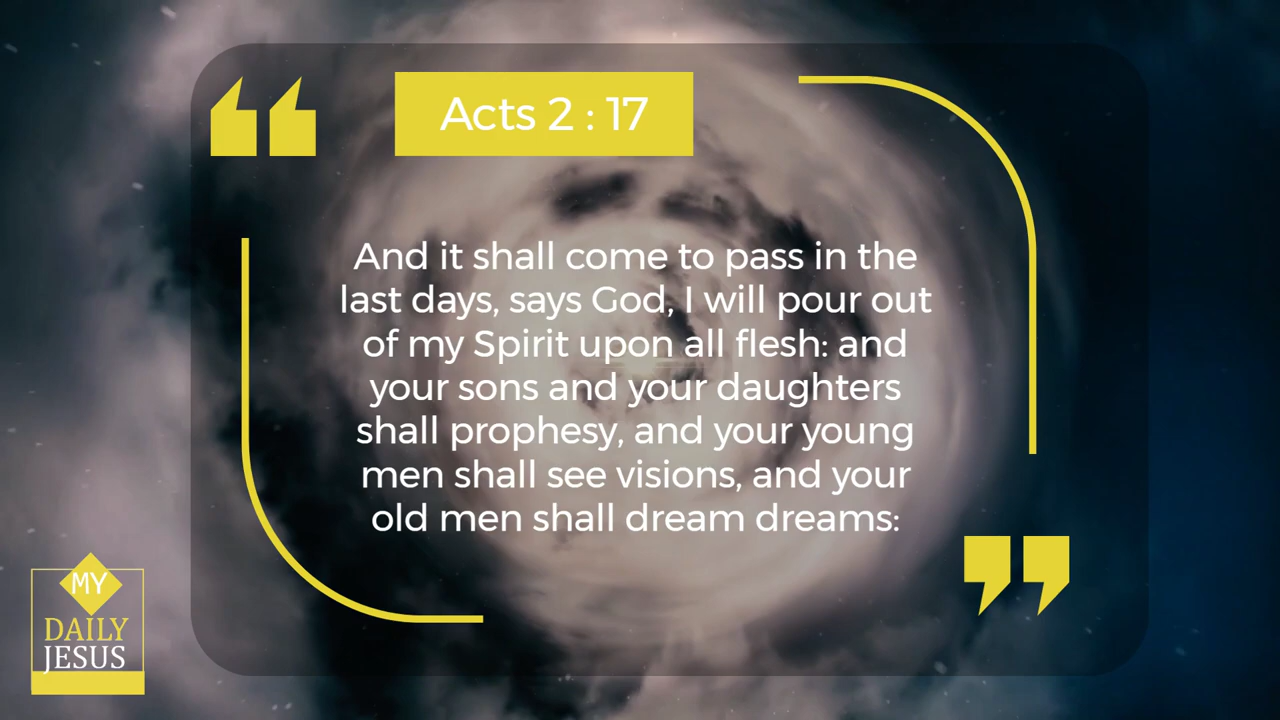 Acts 2 : 17
And it shall come to pass in the
last days, says God, I will pour out
of my Spirit upon all flesh: and
your sons and your daughters
shall prophesy, and your young
men shall see visions, and your
old men shall dream dreams:
MY
DAILY
JESUS